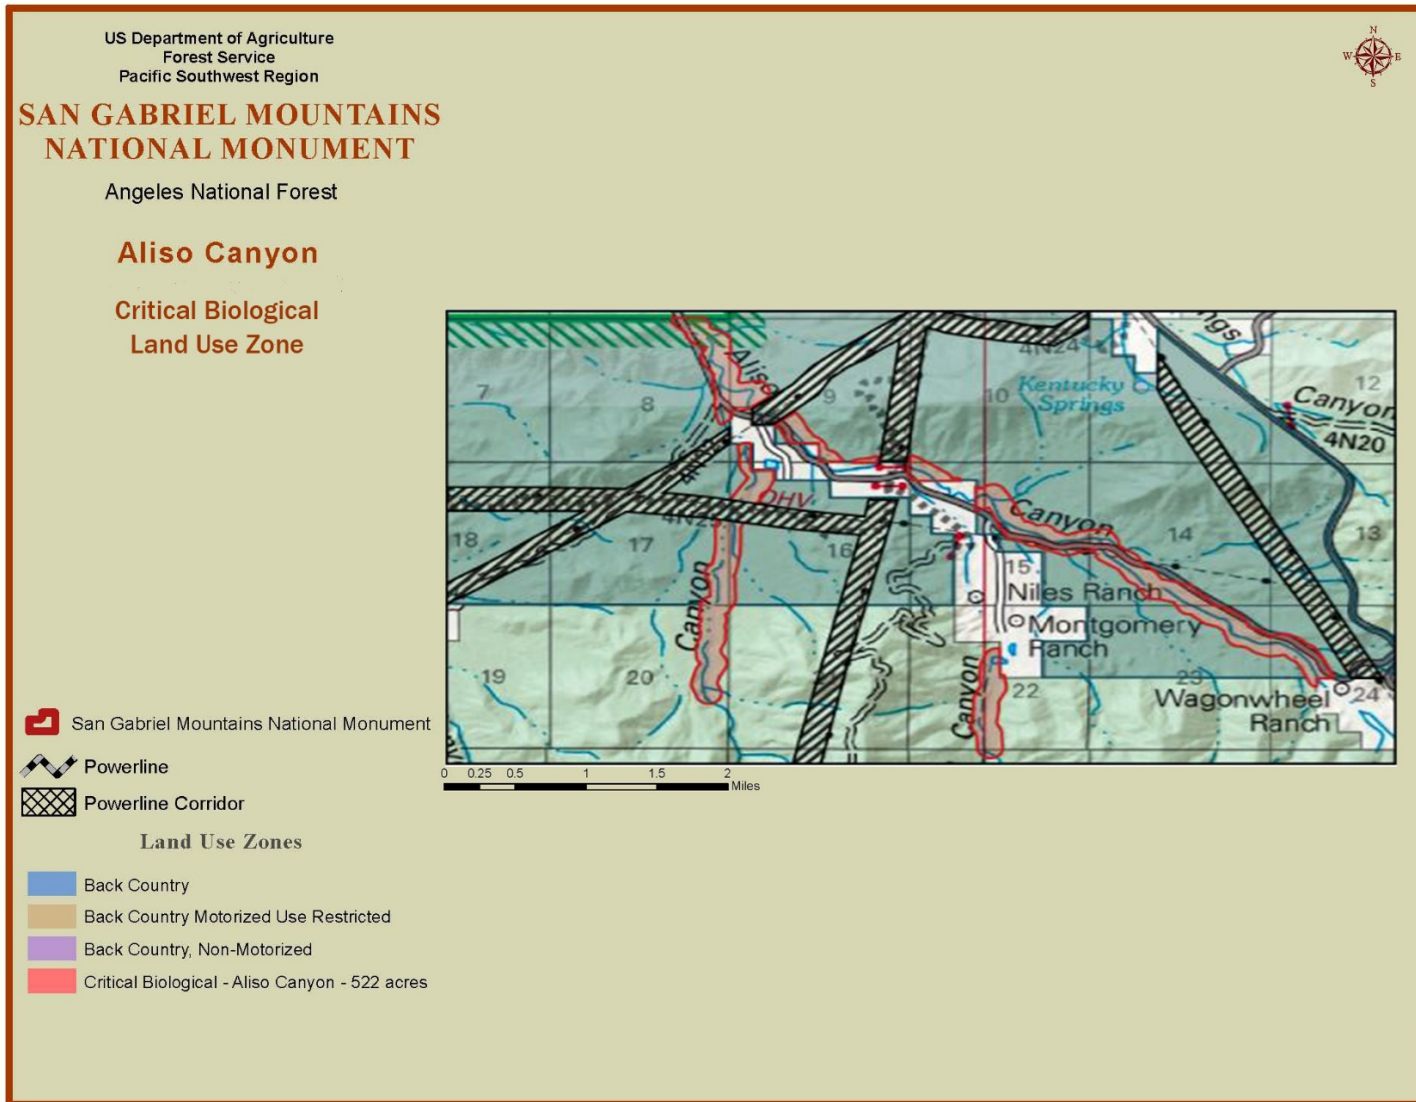 US Department of Agriculture
Forest Service
Pacific Southwest Region
SAN GABRIEL MOUNTAINS
NATIONAL MONUMENT
Angeles National Forest
Aliso Canyon
Critical Biological
Land Use Zone
N
W E
S
Aliso
4N24
Kentucky
Springs
Canyon
4N20
7
8
9
10
12
OHV
Canyon
18
17
16
15
14
13
Niles Ranch
Montgomery
Ranch
Canyon
Canyon
19
20
22
23
24
Wagonwheel
Ranch
San Gabriel Mountains National Monument
Powerline
Powerline Corridor
0 0.25 0.5 1 1.5 2
Miles
Land Use Zones
Back Country
Back Country Motorized Use Restricted
Back Country, Non-Motorized
Critical Biological - Aliso Canyon - 522 acres